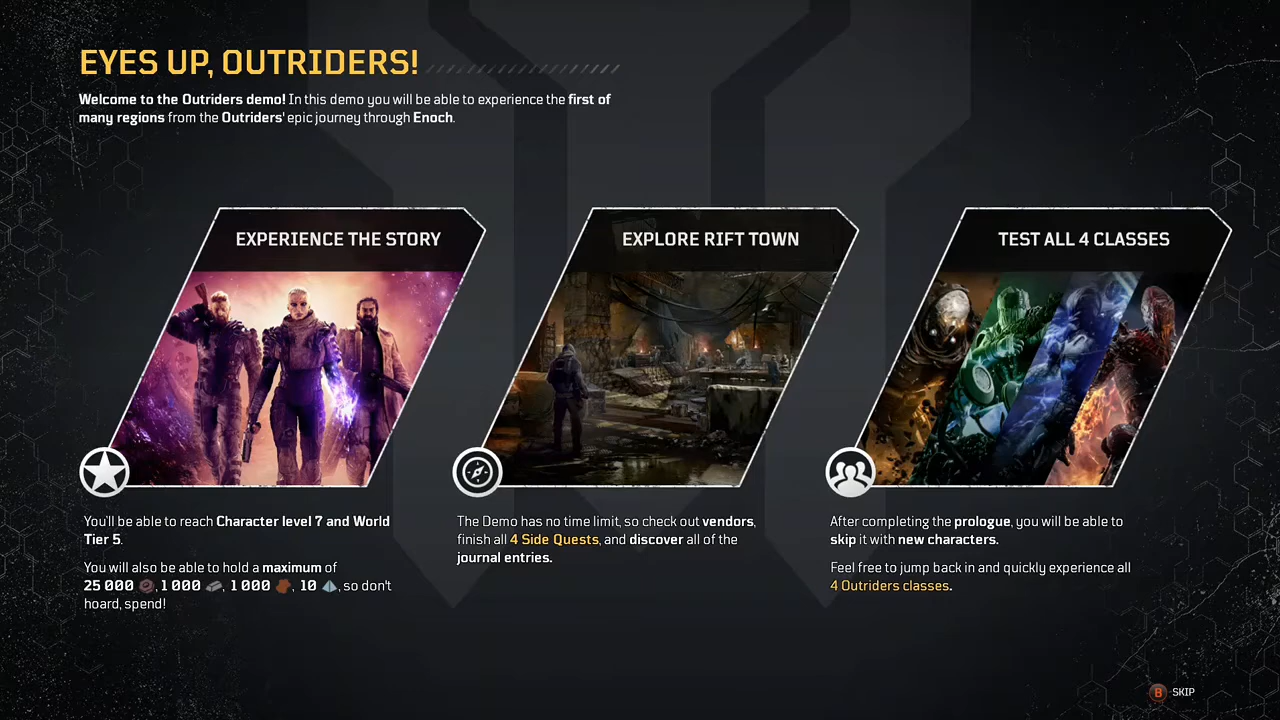 EYES UP, OUTRIDERS!
Welcome to the Outriders demo! In this demo you will be able to experience the first of
many regions from the Outriders' epic journey through Enoch.
EXPERIENCE THE STORY
You'll be able to reach Character level 7 and World
Tier 5.
You will also be able to hold a maximum of
25 000 , 1 000 , 1 000 , 10 , so don't
hoard, spend!
EXPLORE RIFT TOWN
The Demo has no time limit, so check out vendors,
finish all 4 Side Quests, and discover all of the
journal entries.
TEST ALL 4 CLASSES
After completing the prologue, you will be able to
skip it with new characters.
Feel free to jump back in and quickly experience all
4 Outriders classes.
B SKIP